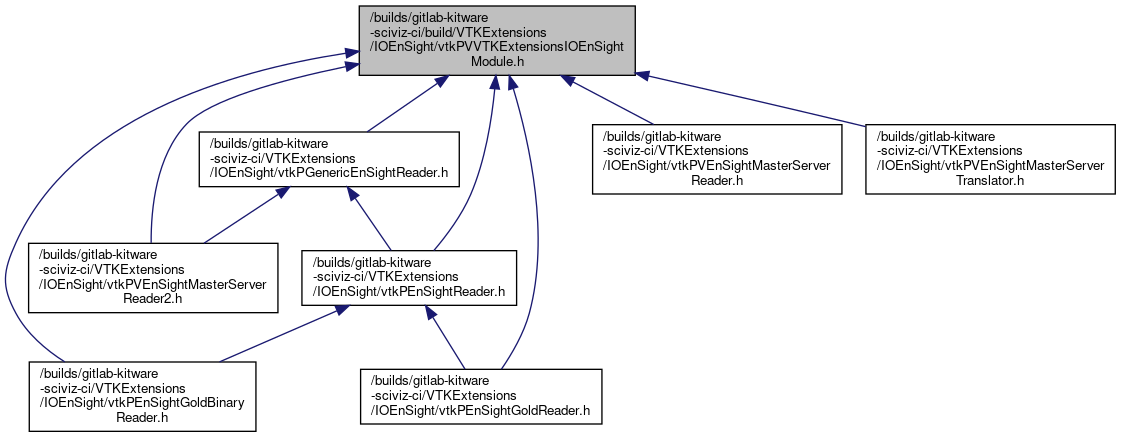 /builds/gitlab-kitware
-sciviz-ci/build/VTKExtensions
/IOEnSight/vtkPVVTKExtensionsIOEnSight
Module.h
/builds/gitlab-kitware
-sciviz-ci/VTKExtensions
/IOEnSight/vtkPGenericEnSightReader.h
/builds/gitlab-kitware
-sciviz-ci/VTKExtensions
/IOEnSight/vtkPVEnSightMasterServer
Reader.h
/builds/gitlab-kitware
-sciviz-ci/VTKExtensions
/IOEnSight/vtkPVEnSightMasterServer
Translator.h
/builds/gitlab-kitware
-sciviz-ci/VTKExtensions
/IOEnSight/vtkPVEnSightMasterServer
Reader2.h
/builds/gitlab-kitware
-sciviz-ci/VTKExtensions
/IOEnSight/vtkPEnSightReader.h
/builds/gitlab-kitware
-sciviz-ci/VTKExtensions
/IOEnSight/vtkPEnSightGoldBinary
Reader.h
/builds/gitlab-kitware
-sciviz-ci/VTKExtensions
/IOEnSight/vtkPEnSightGoldReader.h